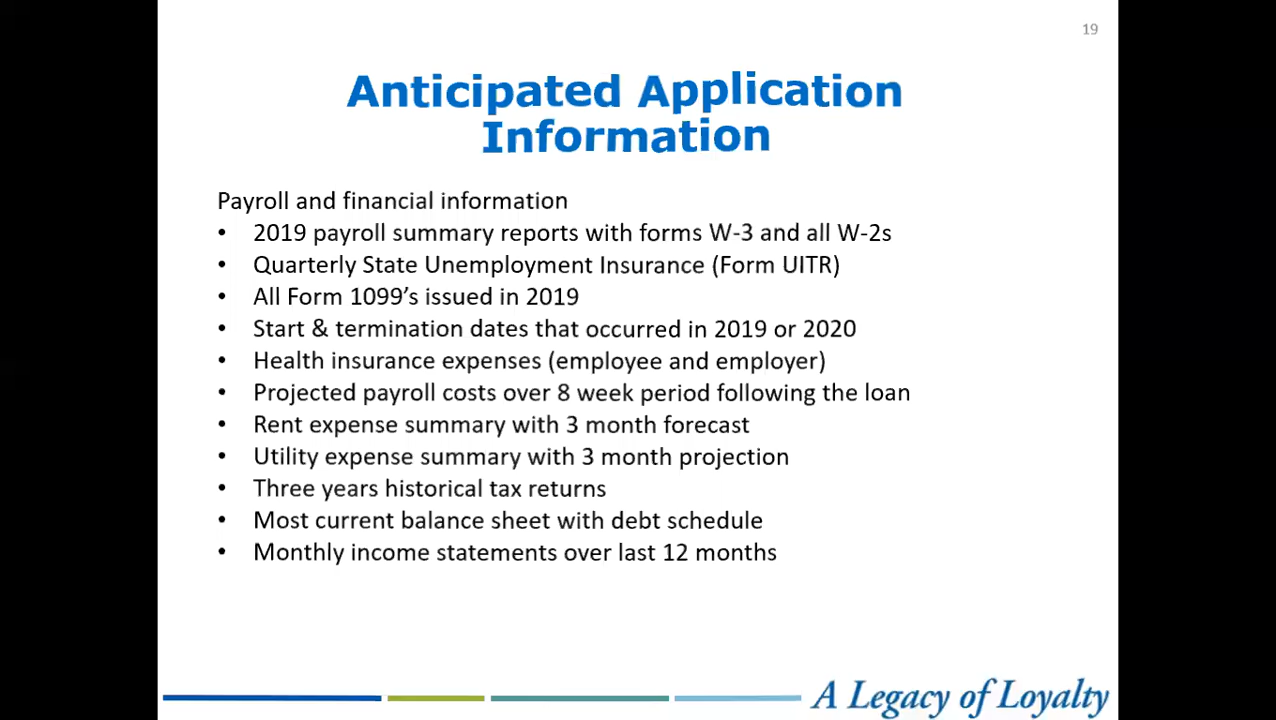 19
Anticipated Application
Information
Payroll and financial information
• 2019 payroll summary reports with forms W-3 and all W-2s
• Quarterly State Unemployment Insurance (Form UITR)
• All Form 1099’s issued in 2019
• Start & termination dates that occurred in 2019 or 2020
• Health insurance expenses (employee and employer)
• Projected payroll costs over 8 week period following the loan
• Rent expense summary with 3 month forecast
• Utility expense summary with 3 month projection
• Three years historical tax returns
• Most current balance sheet with debt schedule
• Monthly income statements over last 12 months
A Legacy of Loyalty